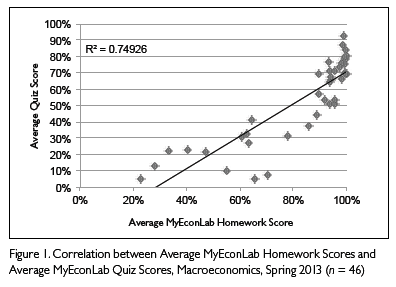 100%
90%
R² = 0.74926
80%
70%
60%
50%
40%
30%
20%
10%
0%
Average Quiz Score
0% 20% 40% 60% 80% 100%
Average MyEconLab Homework Score
Figure 1. Correlation between Average MyEconLab Homework Scores and
Average MyEconLab Quiz Scores, Macroeconomics, Spring 2013 (n = 46)